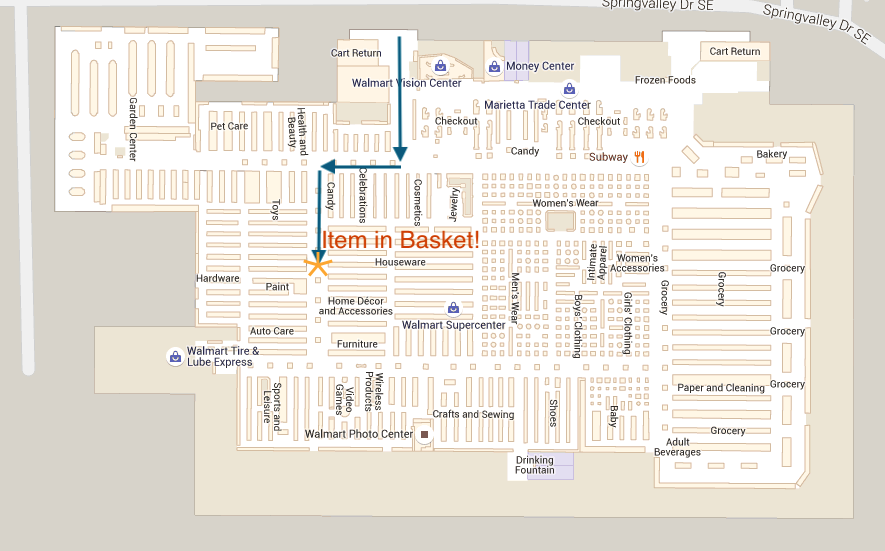 Springvalley Dr SE
Springvalley Dr SE
Cart Return
Cart Return
Money Center
Walmart Vision Center
Frozen Foods
Marietta Trade Center
Garden Center
Pet Care
Health and
Beauty
Checkout
Checkout
Candy
Subway
Bakery
Toys
Candy
Celebrations
Cosmetics
Jewelry
Women's Wear
Item in Basket!
Houseware
Intimate
Apparel
Women's
Accessories
Grocery
Hardware
Paint
Men's Wear
Boys' Clothing
Girls' Clothing
Grocery
Grocery
Home Décor
and Accessories
Walmart Supercenter
Auto Care
Grocery
Furniture
Walmart Tire &
Lube Express
Sports and
Leisure
Video
Games
Wireless
Products
Crafts and Sewing
Shoes
Baby
Paper and Cleaning
Grocery
Walmart Photo Center
Grocery
Adult
Beverages
Drinking
Fountain